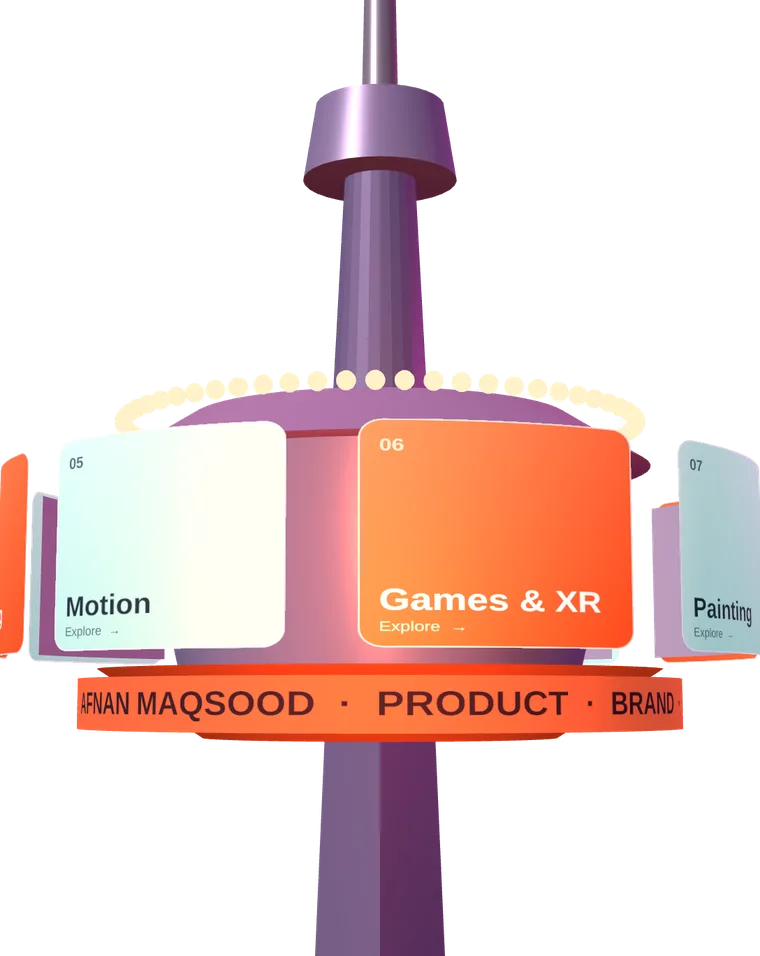 05
Motion
Explore →
06
Games & XR
Explore →
07
Painting
Explore →
AFNAN MAQSOOD · PRODUCT · BRAND ·